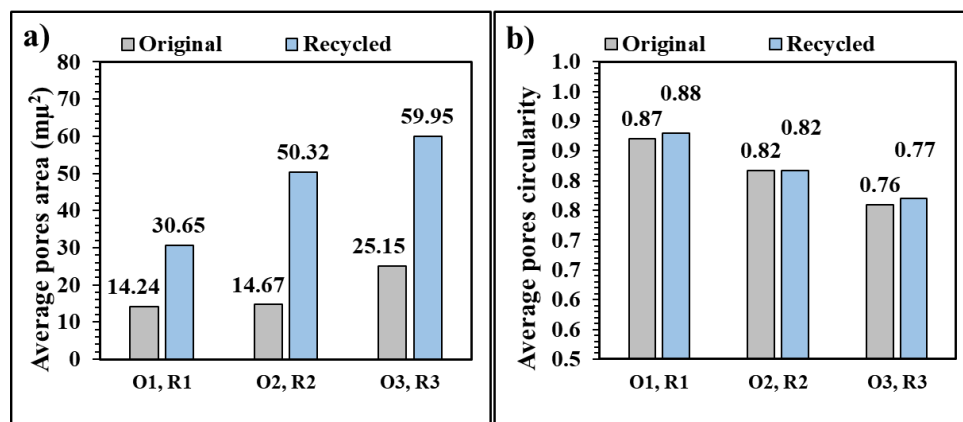 a)
Original Recycled
Average pores area (mμ²)
80
70
60
50
40
30
20
10
0
14.24
30.65
14.67
50.32
25.15
59.95
O1, R1
O2, R2
O3, R3
b)
Original Recycled
Average pores circularity
1.0
1.0
0.9
0.9
0.8
0.8
0.7
0.7
0.6
0.6
0.5
0.87
0.88
0.82
0.82
0.76
0.77
O1, R1
O2, R2
O3, R3